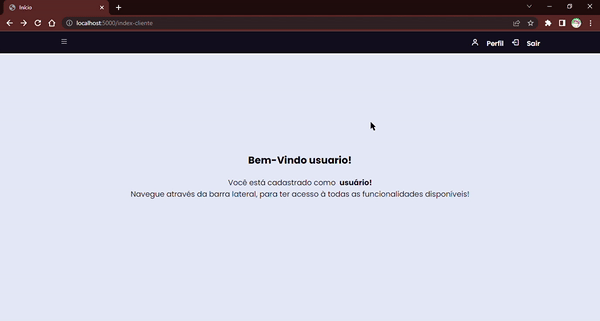 Início
localhost:5000/index-cliente
Perfil Sair
Bem-Vindo usuario!
Você está cadastrado como usuário!
Navegue através da barra lateral, para ter acesso à todas as funcionalidades disponíveis!